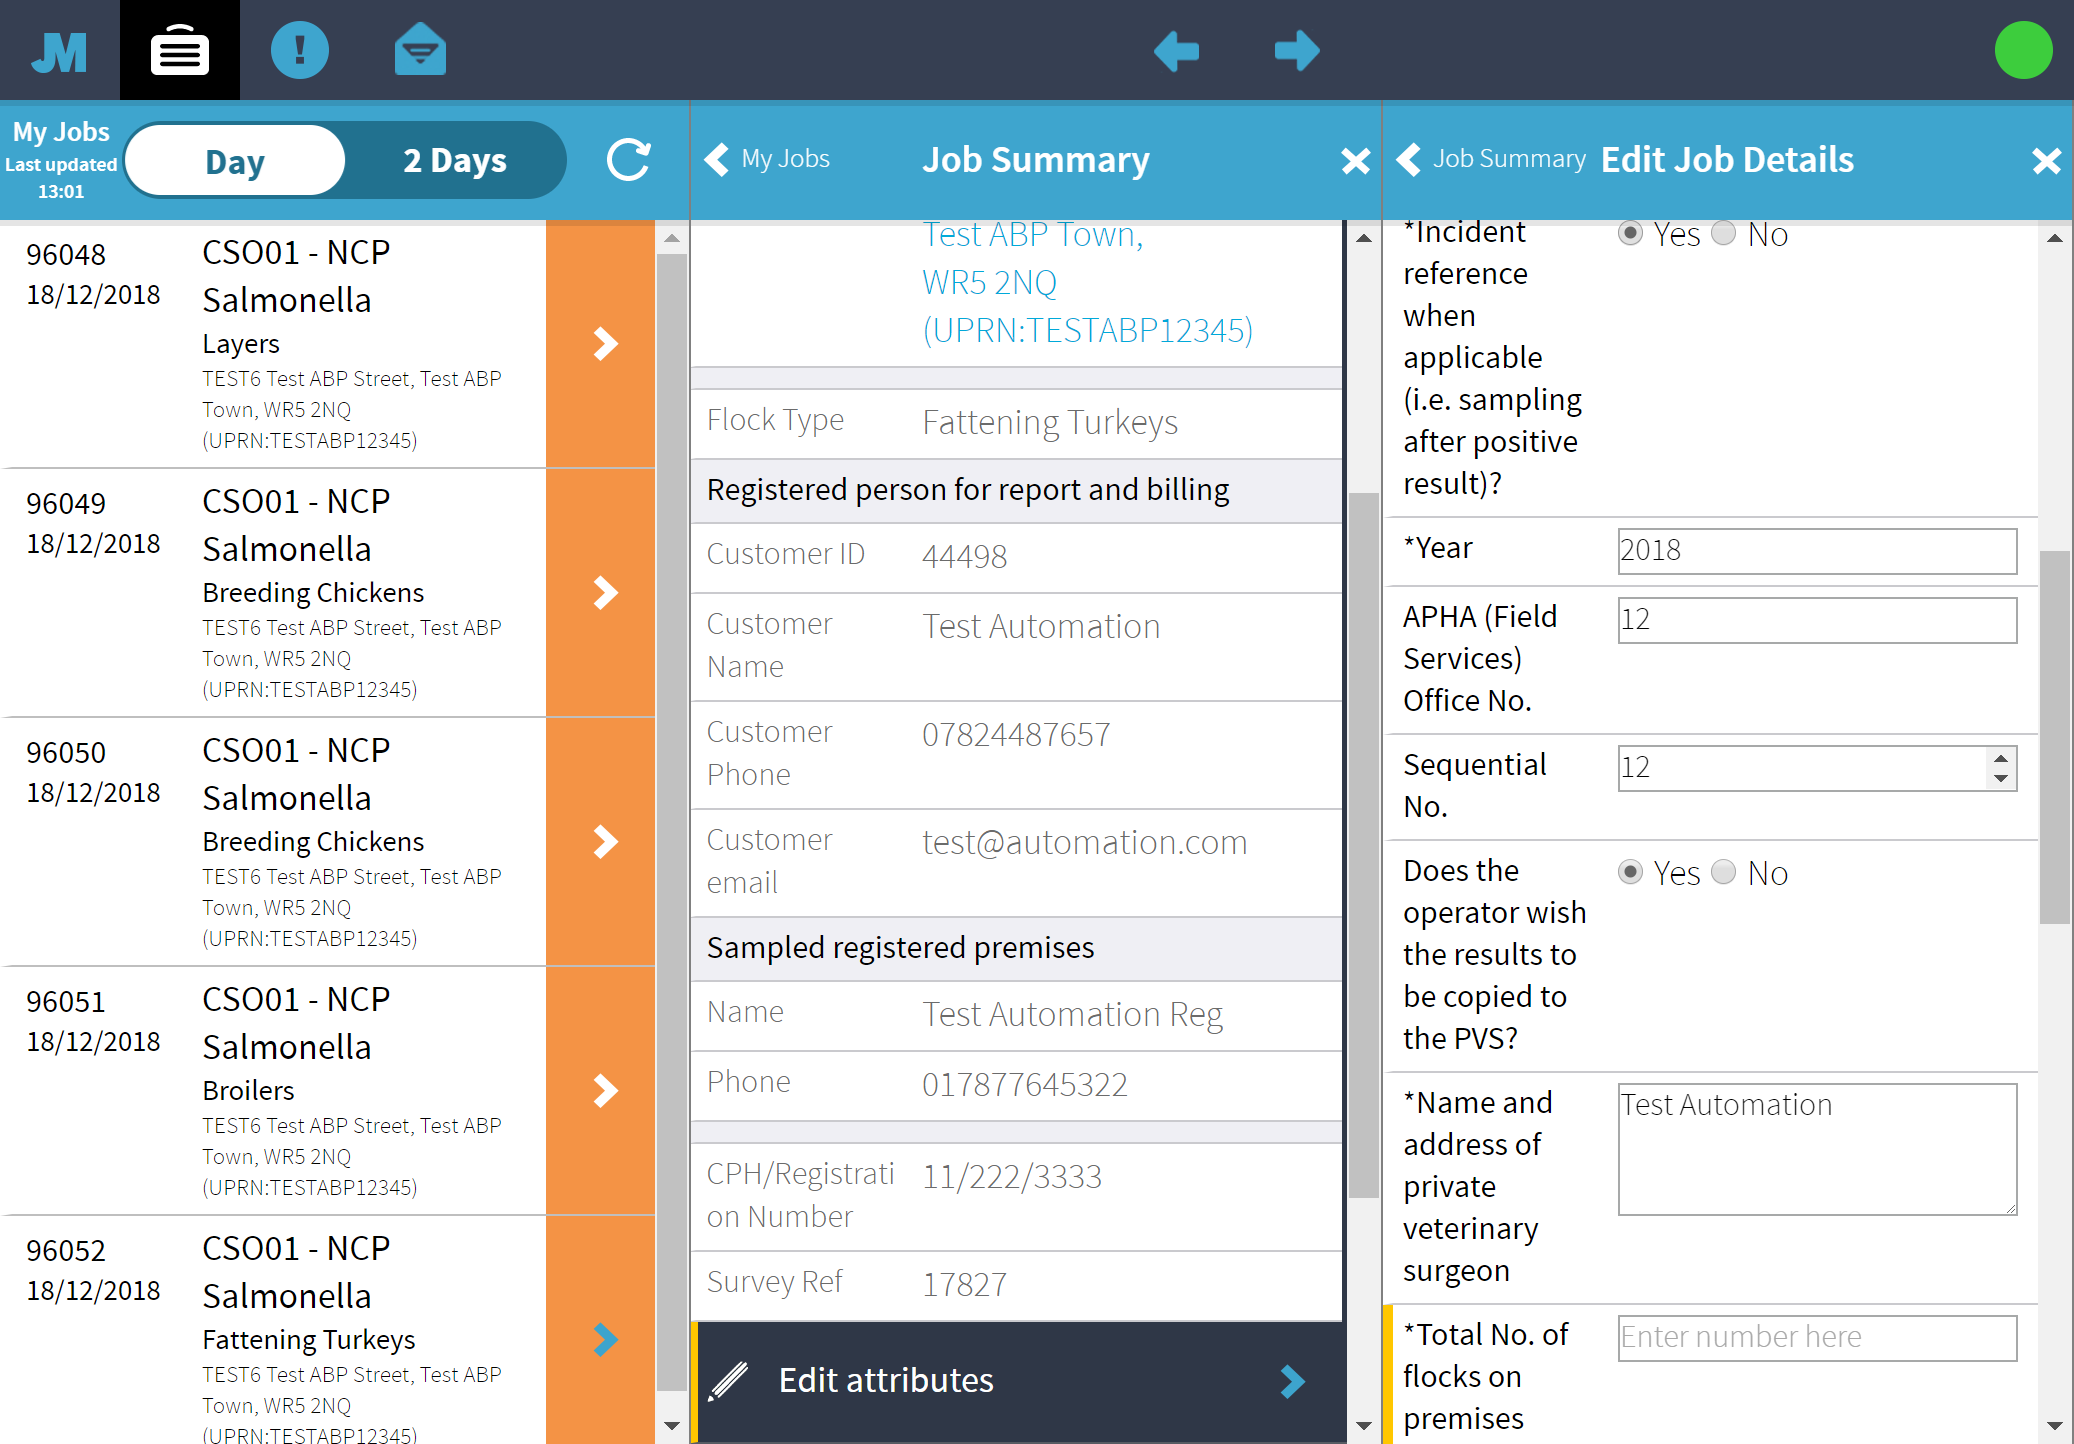 JM
My Jobs
Last updated
13:01
Day
2 Days
96048
18/12/2018
CSO01 - NCP
Salmonella
Layers
TEST6 Test ABP Street, Test ABP
Town, WR5 2NQ
(UPRN:TESTABP12345)
96049
18/12/2018
CSO01 - NCP
Salmonella
Breeding Chickens
TEST6 Test ABP Street, Test ABP
Town, WR5 2NQ
(UPRN:TESTABP12345)
96050
18/12/2018
CSO01 - NCP
Salmonella
Breeding Chickens
TEST6 Test ABP Street, Test ABP
Town, WR5 2NQ
(UPRN:TESTABP12345)
96051
18/12/2018
CSO01 - NCP
Salmonella
Broilers
TEST6 Test ABP Street, Test ABP
Town, WR5 2NQ
(UPRN:TESTABP12345)
96052
18/12/2018
CSO01 - NCP
Salmonella
Fattening Turkeys
TEST6 Test ABP Street, Test ABP
Town, WR5 2NQ
(UPRN:TESTABP12345)
My Jobs
Job Summary
Test ABP Town,
WR5 2NQ
(UPRN:TESTABP12345)
Flock Type
Fattening Turkeys
Registered person for report and billing
Customer ID
44498
Customer
Name
Test Automation
Customer
Phone
07824487657
Customer
email
test@automation.com
Sampled registered premises
Name
Test Automation Reg
Phone
017877645322
CPH/Registrati
on Number
11/222/3333
Survey Ref
17827
Edit attributes
Job Summary
Edit Job Details
*Incident
reference
when
applicable
(i.e. sampling
after positive
result)?
Yes No
*Year
2018
APHA (Field
Services)
Office No.
12
Sequential
No.
12
Does the
operator wish
the results to
be copied to
the PVS?
Yes No
*Name and
address of
private
veterinary
surgeon
Test Automation
*Total No. of
flocks on
premises
Enter number here